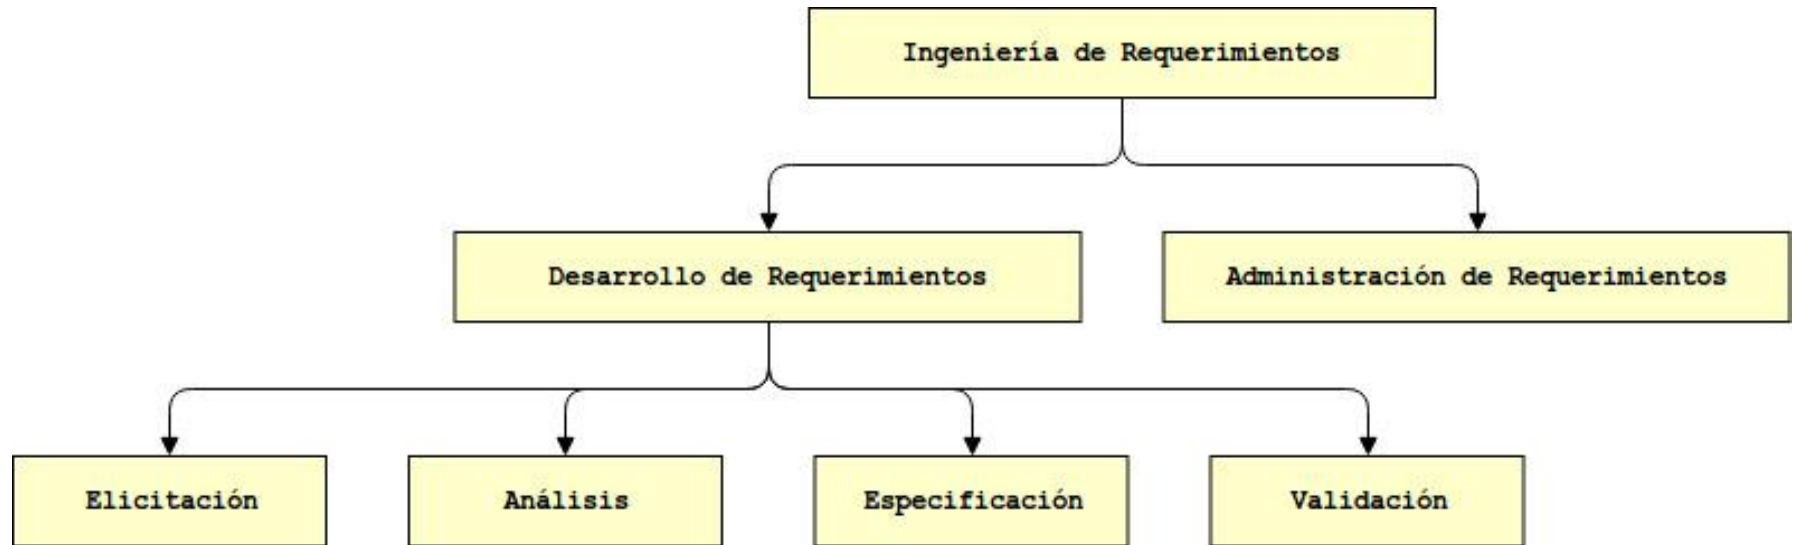 Ingeniería de Requerimientos
Desarrollo de Requerimientos
Administración de Requerimientos
Elicitación
Análisis
Especificación
Validación